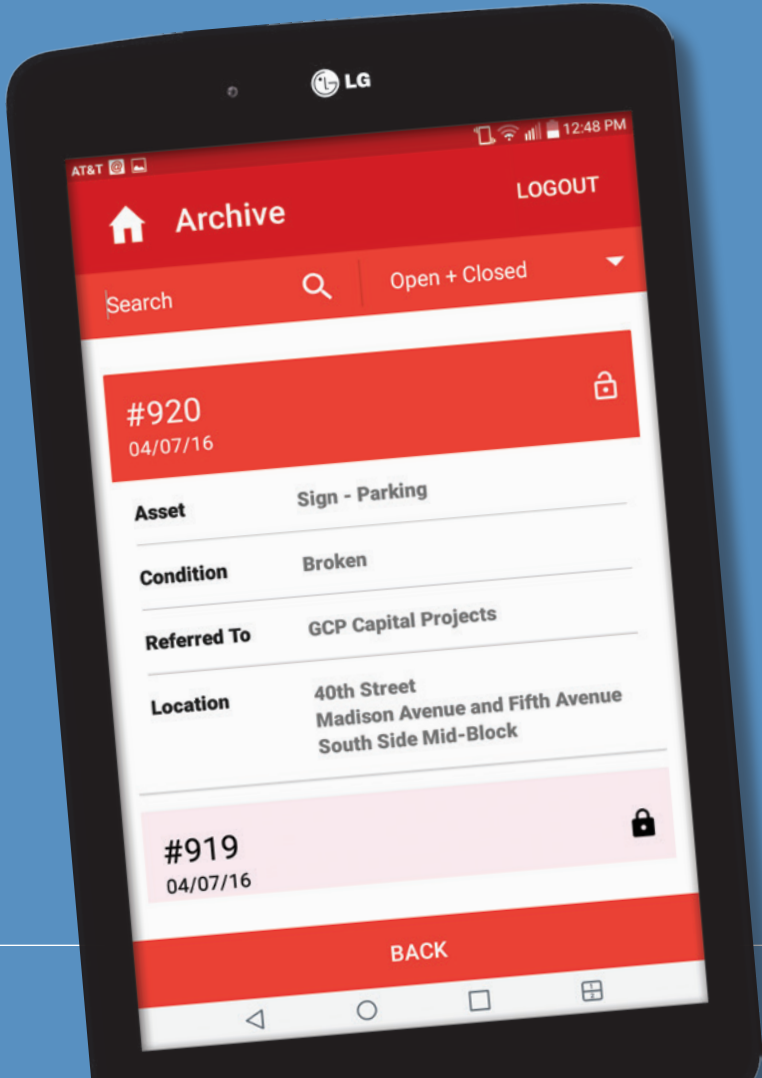 LG
AT&T 12:48 PM
Archive LOGOUT
Search Open + Closed
#920
04/07/16
Asset Sign - Parking
Condition Broken
Referred To GCP Capital Projects
Location 40th Street
Madison Avenue and Fifth Avenue
South Side Mid-Block
#919
04/07/16
BACK